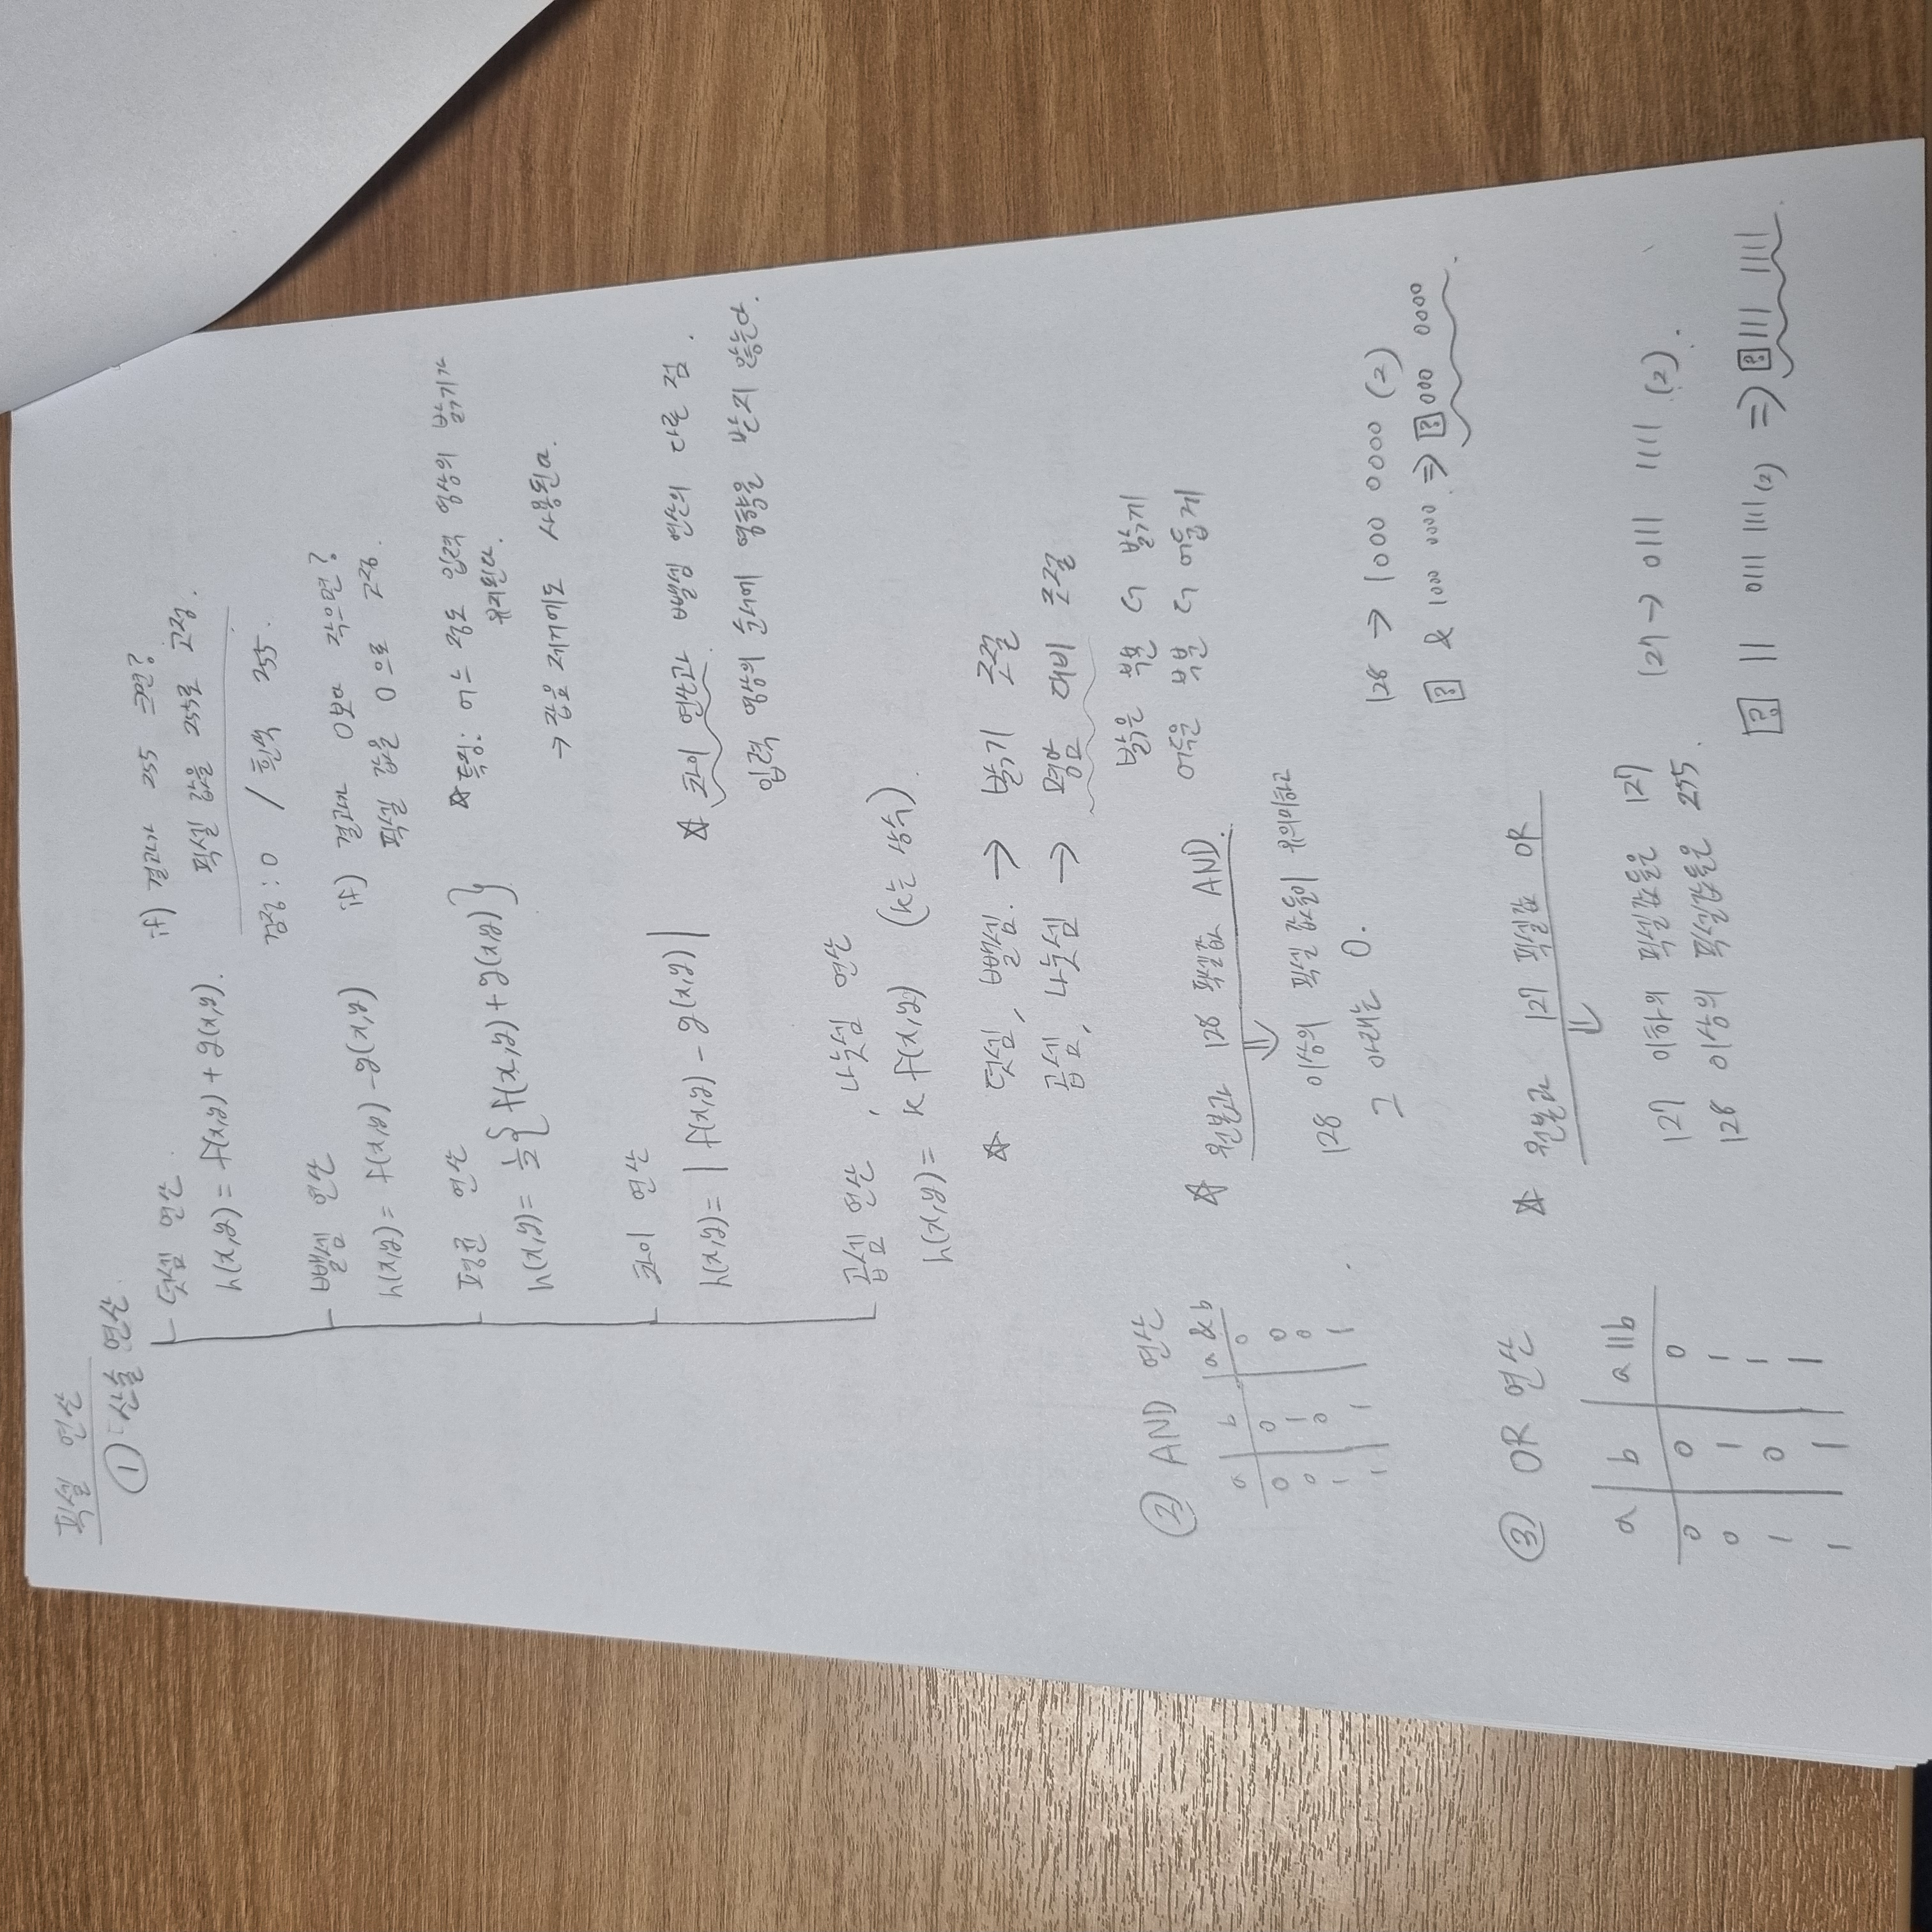 픽셀 연산
① 산술 연산
덧셈 연산
h(x,y) = f(x,y) + g(x,y).
if) 결과가 255 크면?
픽셀 값을 255로 고정.
검정 : 0 / 흰색 255.
뺄셈 연산
h(x,y) = f(x,y) - g(x,y)
if) 결과가 0보다 작으면?
픽셀 값을 0으로 고정.
평균 연산
h(x,y) = ½{ f(x,y) + g(x,y) }
☆ 특징: 어느 정도 입력 영상의 밝기가
유지된다.
→ 잡음 제거에도 사용된다.
차이 연산
h(x,y) = | f(x,y) - g(x,y) |
☆ 차이 연산과 뺄셈 연산의 다른 점.
입력 영상의 순서에 영향을 받지 않는다.
곱셈 연산 , 나눗셈 연산
h(x,y) = k f(x,y) (k는 상수).
☆ 덧셈, 뺄셈. → 밝기 조절
곱셈, 나눗셈 → 명암 대비 조절
밝은 부분 더 밝게
어두운 부분 더 어둡게
② AND 연산
a b a & b
0 0 0
0 1 0
1 0 0
1 1 1
☆ 원본과 128 픽셀값 AND.
⇓
128 이상의 픽셀 값들이 유의미하고
그 아래는 0.
128 → 1000 0000 (2)
? & 1000 0000 ⇒ ?000 0000
③ OR 연산
a b a || b
0 0 0
0 1 1
1 0 1
1 1 1
☆ 원본과 127 픽셀값 OR
⇓
127 이하의 픽셀값들은 127
128 이상의 픽셀값들은 255.
127 → 0111 1111 (2).
? || 0111 1111 (2) ⇒ ?111 1111